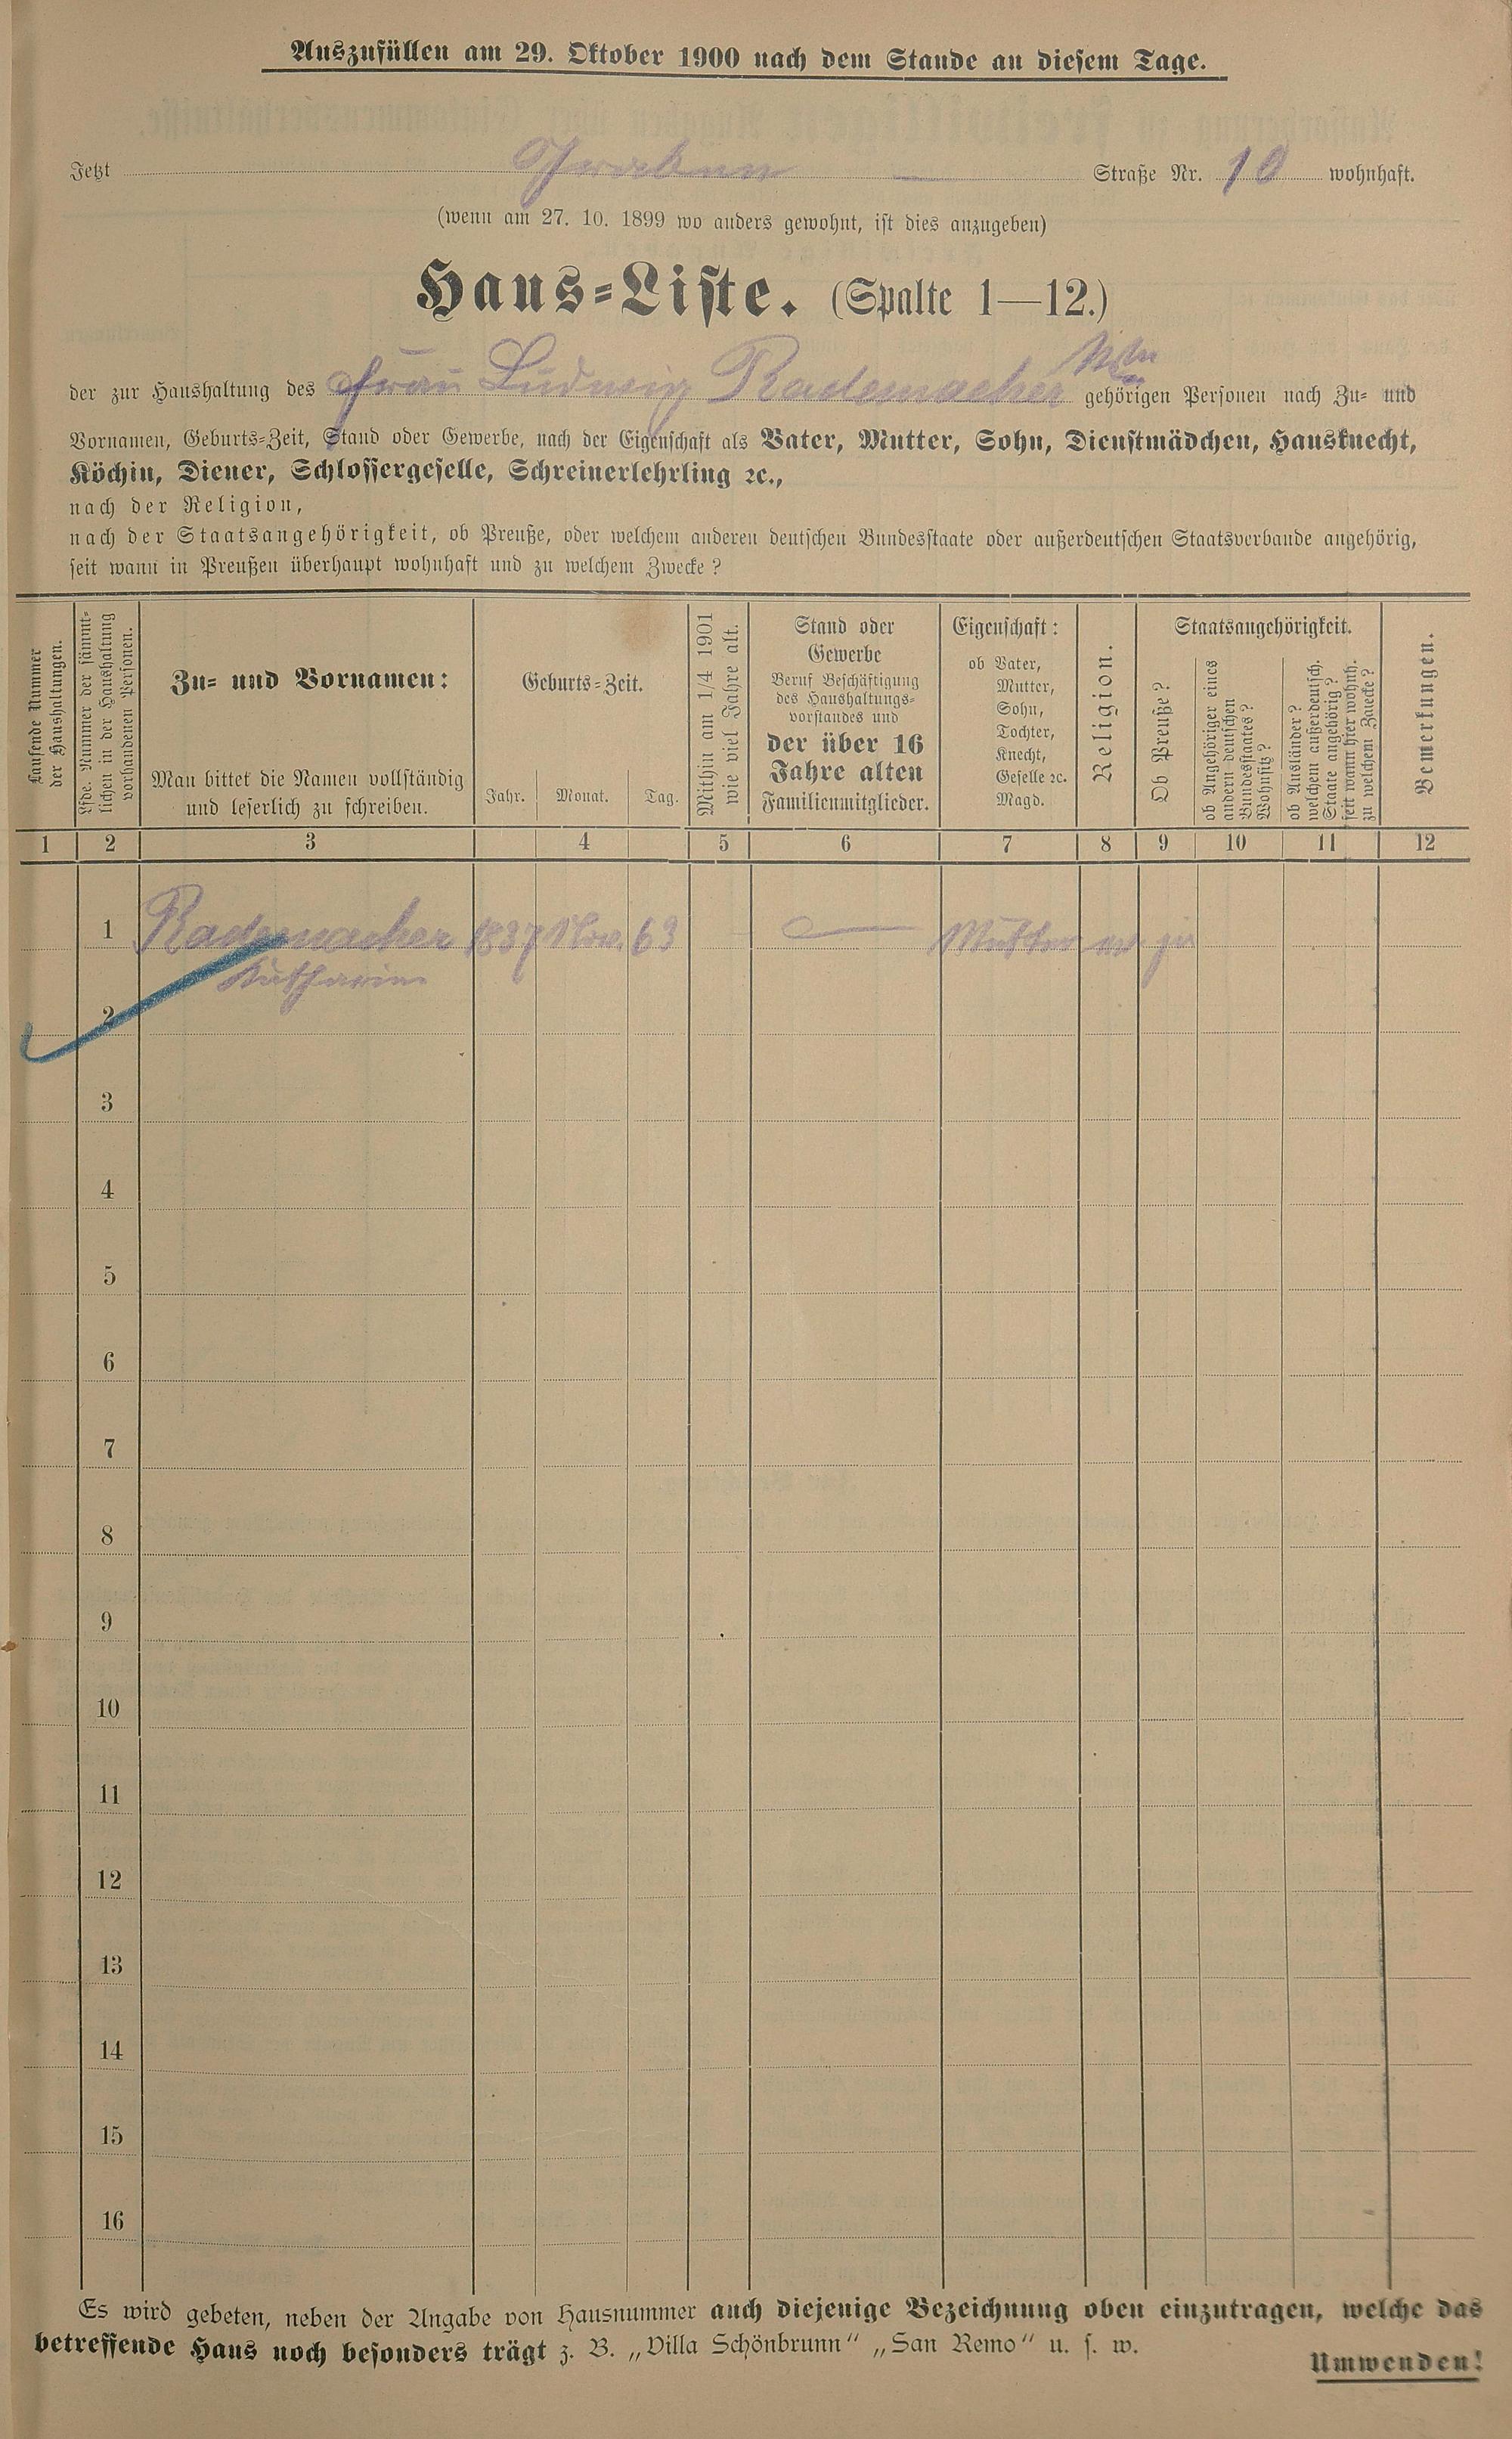 Auszufüllen am 29. Oktober 1900 nach dem Stande an diesem Tage.
Jetzt Straße Nr. 10 wohnhaft.
(wenn am 27. 10. 1899 wo anders gewohnt, ist dies anzugeben)
Haus-Liste. (Spalte 1—12.)
der zur Haushaltung des Frau Ludwig Rademacher Ww gehörigen Personen nach Zu- und
Vornamen, Geburts-Zeit, Stand oder Gewerbe, nach der Eigenschaft als Vater, Mutter, Sohn, Dienstmädchen, Hausknecht,
Köchin, Diener, Schlossergeselle, Schreinerlehrling ꝛc.,
nach der Religion,
nach der Staatsangehörigkeit, ob Preuße, oder welchem anderen deutschen Bundesstaate oder außerdeutschen Staatsverbande angehörig,
seit wann in Preußen überhaupt wohnhaft und zu welchem Zwecke?
Laufende Nummer
der Haushaltungen.
Lfde. Nummer der sämmt-
lichen in der Haushaltung
vorhandenen Personen.
Zu- und Vornamen:
Man bittet die Namen vollständig
und leserlich zu schreiben.
Geburts-Zeit.
Jahr. Monat. Tag.
Mithin am 1/4 1901
wie viel Jahre alt.
Stand oder
Gewerbe
Beruf Beschäftigung
des Haushaltungs-
vorstandes und
der über 16
Jahre alten
Familienmitglieder.
Eigenschaft:
ob Vater,
Mutter,
Sohn,
Tochter,
Knecht,
Geselle ꝛc.
Magd.
Religion.
Staatsangehörigkeit.
Ob Preuße?
ob Angehöriger eines
andern deutschen
Bundesstaates?
Wohnsitz?
ob Ausländer?
welchem außerdeutsch.
Staate angehörig?
seit wann hier wohnh.
zu welchem Zwecke?
Bemerkungen.
1 2 3 4 5 6 7 8 9 10 11 12
1 Rademacher 1837 Nov. 63 Mutter ev. ja
Katharina
2
3
4
5
6
7
8
9
10
11
12
13
14
15
16
Es wird gebeten, neben der Angabe von Hausnummer auch diejenige Bezeichnung oben einzutragen, welche das
betreffende Haus noch besonders trägt z. B. „Villa Schönbrunn" „San Remo" u. s. w.
Umwenden!